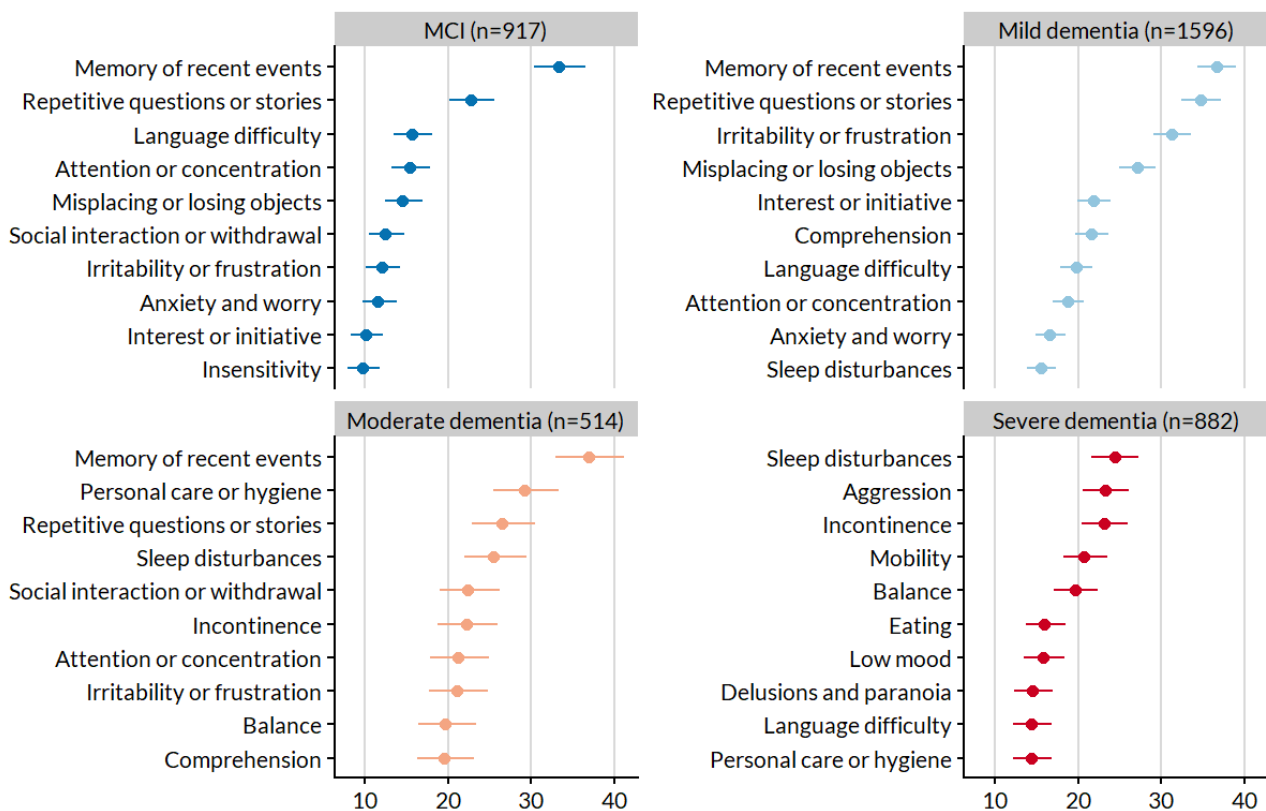 MCI (n=917)
Memory of recent events
Repetitive questions or stories
Language difficulty
Attention or concentration
Misplacing or losing objects
Social interaction or withdrawal
Irritability or frustration
Anxiety and worry
Interest or initiative
Insensitivity
Mild dementia (n=1596)
Memory of recent events
Repetitive questions or stories
Irritability or frustration
Misplacing or losing objects
Interest or initiative
Comprehension
Language difficulty
Attention or concentration
Anxiety and worry
Sleep disturbances
Moderate dementia (n=514)
Memory of recent events
Personal care or hygiene
Repetitive questions or stories
Sleep disturbances
Social interaction or withdrawal
Incontinence
Attention or concentration
Irritability or frustration
Balance
Comprehension
10 20 30 40
Severe dementia (n=882)
Sleep disturbances
Aggression
Incontinence
Mobility
Balance
Eating
Low mood
Delusions and paranoia
Language difficulty
Personal care or hygiene
10 20 30 40